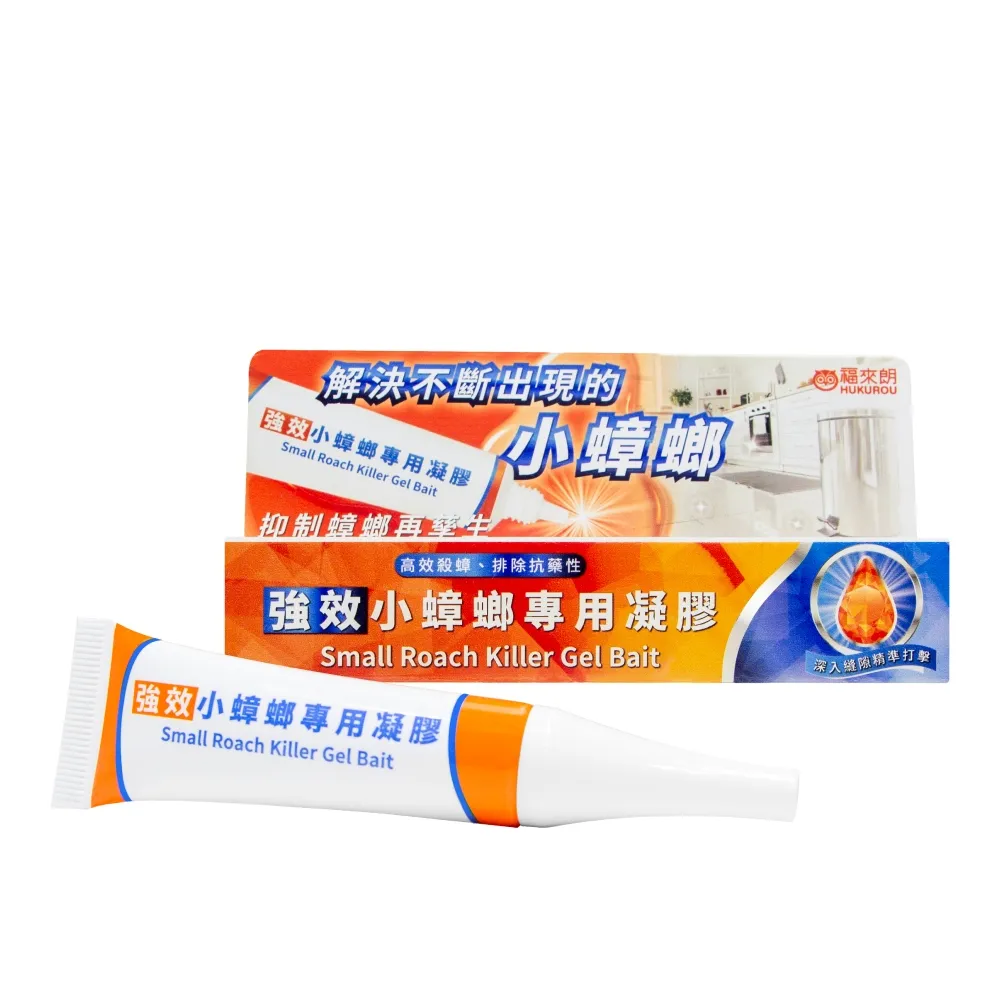 解決不斷出現的
小蟑螂
福來朗
HUKUROU
強效小蟑螂專用凝膠
Small Roach Killer Gel Bait
抑制蟑螂再孳生
高效殺蟑、排除抗藥性
強效小蟑螂專用凝膠
Small Roach Killer Gel Bait
深入縫隙精準打擊
強效小蟑螂專用凝膠
Small Roach Killer Gel Bait